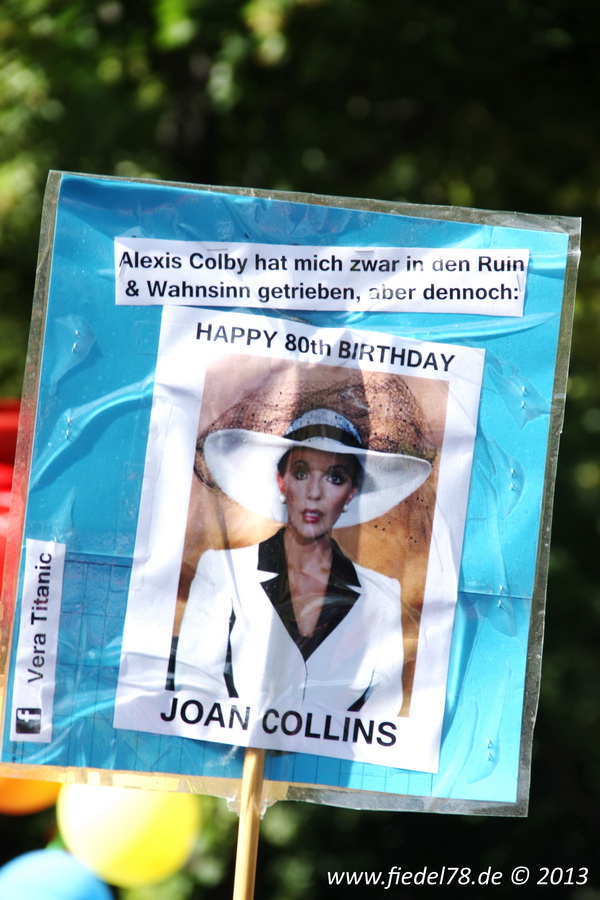 Alexis Colby hat mich zwar in den Ruin
& Wahnsinn getrieben, aber dennoch:
HAPPY 80th BIRTHDAY
JOAN COLLINS
Vera Titanic
www.fiedel78.de © 2013